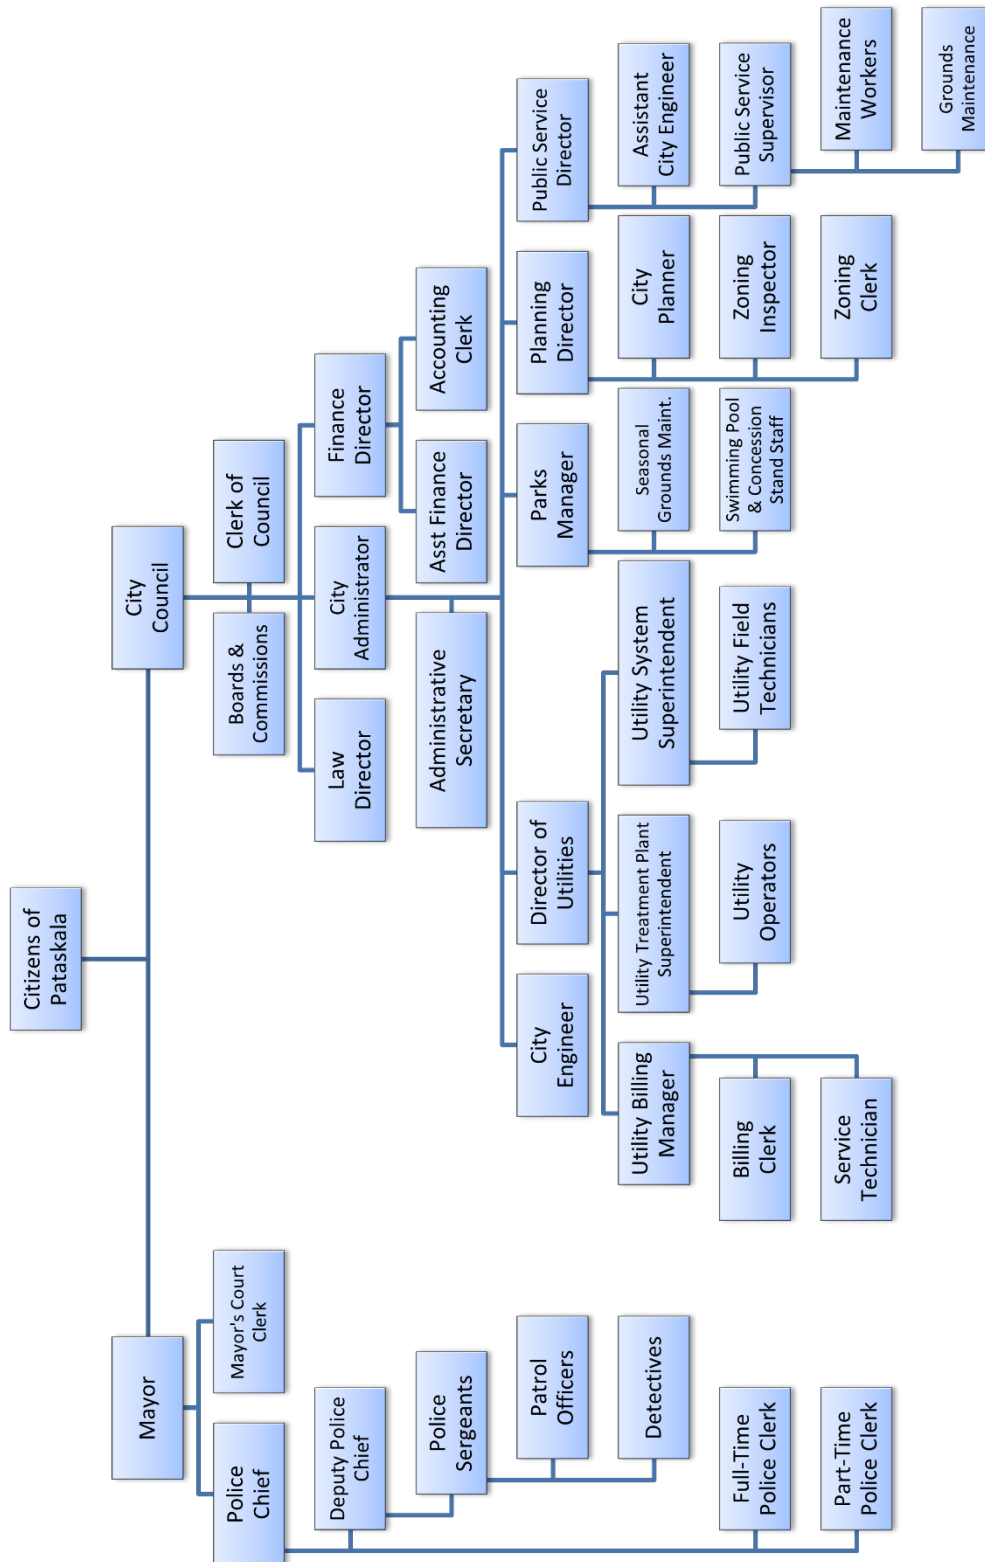 Citizens of
Pataskala
Mayor
City
Council
Police
Chief
Mayor's Court
Clerk
Boards &
Commissions
Clerk of
Council
Deputy Police
Chief
Law
Director
City
Administrator
Finance
Director
Police
Sergeants
Administrative
Secretary
Asst Finance
Director
Accounting
Clerk
Patrol
Officers
City
Engineer
Director of
Utilities
Parks
Manager
Planning
Director
Public Service
Director
Detectives
Utility Billing
Manager
Utility Treatment Plant
Superintendent
Utility System
Superintendent
Seasonal
Grounds Maint.
City
Planner
Assistant
City Engineer
Full-Time
Police Clerk
Billing
Clerk
Utility
Operators
Utility Field
Technicians
Swimming Pool
& Concession
Stand Staff
Zoning
Inspector
Public Service
Supervisor
Part-Time
Police Clerk
Service
Technician
Zoning
Clerk
Maintenance
Workers
Grounds
Maintenance